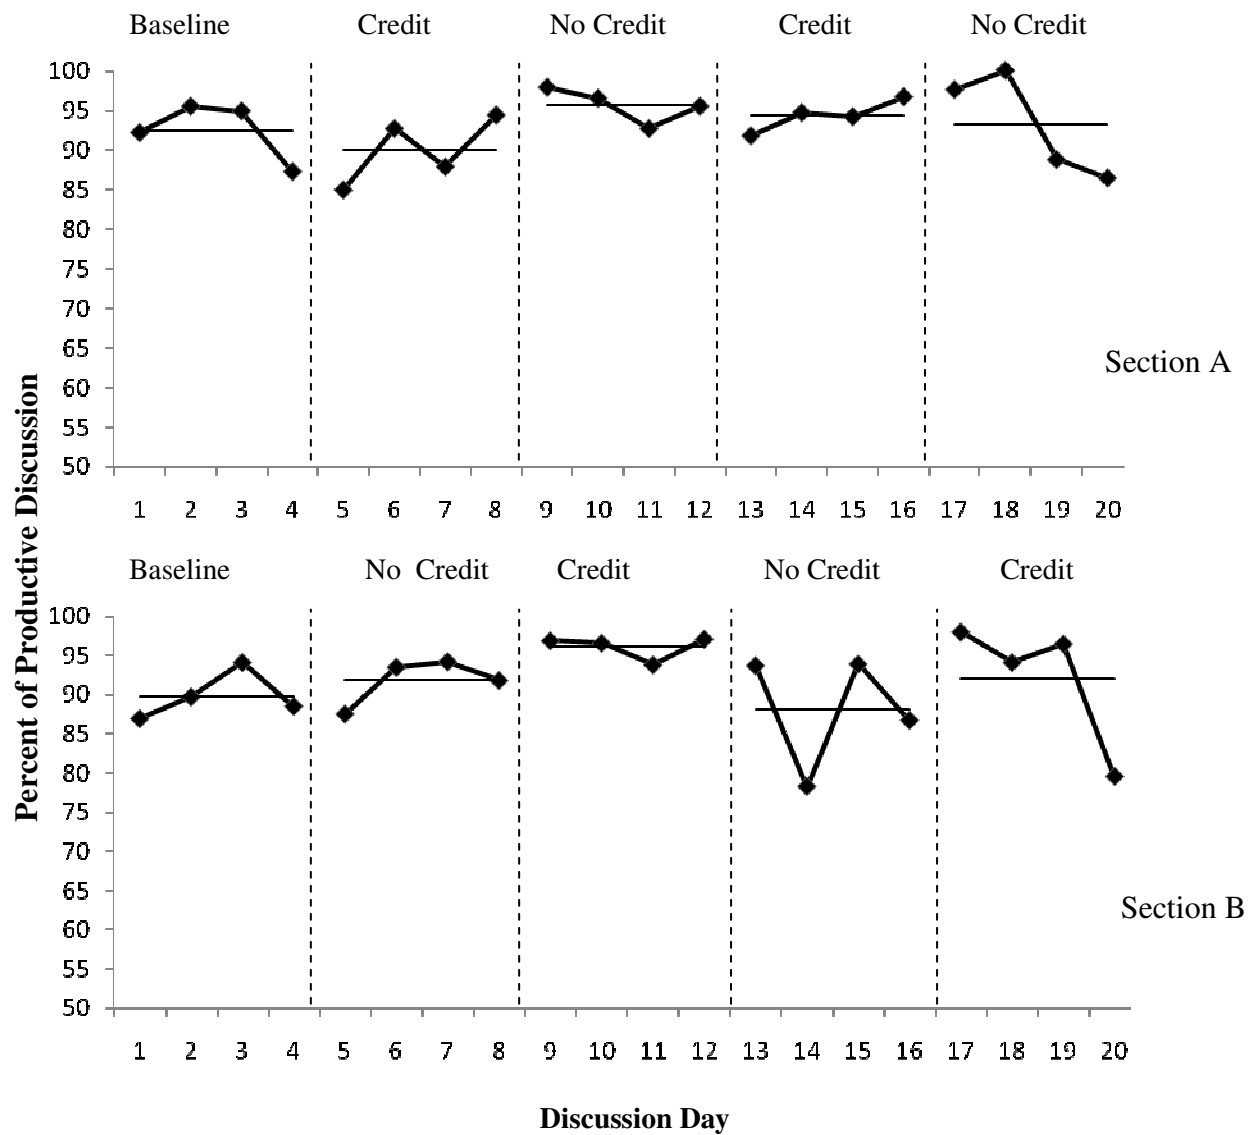 Baseline Credit No Credit Credit No Credit
100
95
90
85
80
75
70
65
60
55
50
Section A
1 2 3 4 5 6 7 8 9 10 11 12 13 14 15 16 17 18 19 20
Percent of Productive Discussion
Baseline No Credit Credit No Credit Credit
100
95
90
85
80
75
70
65
60
55
50
Section B
1 2 3 4 5 6 7 8 9 10 11 12 13 14 15 16 17 18 19 20
Discussion Day